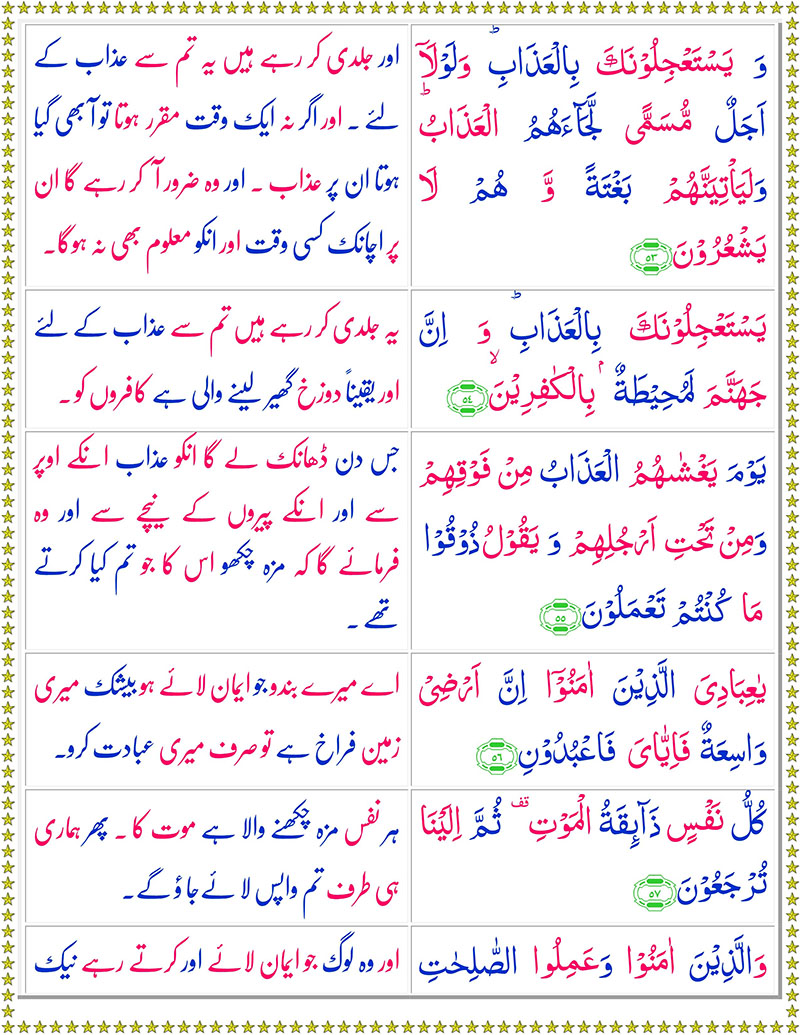 وَ يَسْتَعْجِلُوْنَكَ بِالْعَذَابِ ؕ وَلَوْلَاۤ
اَجَلٌ مُّسَمًّی لَّجَآءَهُمُ الْعَذَابُ ؕ
وَلَيَاْتِيَنَّهُمْ بَغْتَةً وَّ هُمْ لَا
يَشْعُرُوْنَ ﴿٥٣﴾
اور جلدی کر رہے ہیں یہ تم سے عذاب کے
لئے ۔ اور اگر نہ ایک وقت مقرر ہوتا تو آبھی گیا
ہوتا ان پر عذاب ۔ اور وہ ضرور آ کر رہے گا ان
پر اچانک کسی وقت اور انکو معلوم بھی نہ ہوگا۔
يَسْتَعْجِلُوْنَكَ بِالْعَذَابِ ؕ وَ اِنَّ
جَهَنَّمَ لَمُحِيْطَةٌۢ بِالْكٰفِرِيْنَ ۙ﴿٥٤﴾
یہ جلدی کر رہے ہیں تم سے عذاب کے لئے
اور یقیناً دوزخ گھیر لینے والی ہے کافروں کو ۔
يَوْمَ يَغْشٰىهُمُ الْعَذَابُ مِنْ فَوْقِهِمْ
وَمِنْ تَحْتِ اَرْجُلِهِمْ وَ يَقُوْلُ ذُوْقُوْا
مَا كُنْتُمْ تَعْمَلُوْنَ ﴿٥٥﴾
جس دن ڈھانک لے گا انکو عذاب انکے اوپر
سے اور انکے پیروں کے نیچے سے اور وہ
فرمائے گا کہ مزہ چکھو اس کا جو تم کیا کرتے
تھے ۔
يٰعِبَادِیَ الَّذِيْنَ اٰمَنُوْۤا اِنَّ اَرْضِیْ
وَاسِعَةٌ فَاِيَّایَ فَاعْبُدُوْنِ ﴿٥٦﴾
اے میرے بندو جو ایمان لائے ہو بیشک میری
زمین فراخ ہے تو صرف میری عبادت کرو۔
كُلُّ نَفْسٍ ذَآئِقَةُ الْمَوْتِ ۟ قف ثُمَّ اِلَيْنَا
تُرْجَعُوْنَ ﴿٥٧﴾
ہر نفس مزہ چکھنے والا ہے موت کا ۔ پھر ہماری
ہی طرف تم واپس لائے جاؤ گے ۔
وَالَّذِيْنَ اٰمَنُوْا وَعَمِلُوا الصّٰلِحٰتِ
اور وہ لوگ جو ایمان لائے اور کرتے رہے نیک